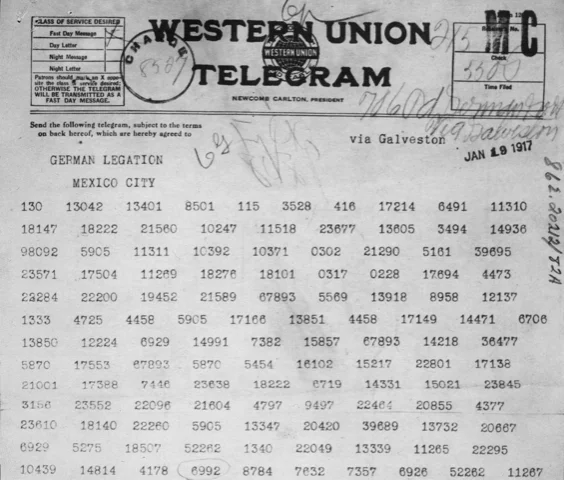 CLASS OF SERVICE DESIRED
Fast Day Message
Day Letter
Night Message
Night Letter
Patrons should mark an X oppo-
site the class of service desired;
OTHERWISE THE TELEGRAM
WILL BE TRANSMITTED AS A
FAST DAY MESSAGE.
CHARGE
WESTERN UNION
WESTERN UNION
TELEGRAM
NEWCOMB CARLTON, PRESIDENT
MC
Check
Time Filed
Send the following telegram, subject to the terms
on back hereof, which are hereby agreed to
via Galveston
JAN 19 1917
GERMAN LEGATION
MEXICO CITY
862.20212/72A
130 13042 13401 8501 115 3528 416 17214 6491 11310
18147 18222 21560 10247 11518 23677 13605 3494 14936
98092 5905 11311 10392 10371 0302 21290 5161 39695
23571 17504 11269 18276 18101 0317 0228 17694 4473
23284 22200 19452 21589 67893 5569 13918 8958 12137
1333 4725 4458 5905 17166 13851 4458 17149 14471 6706
13850 12224 6929 14991 7382 15857 67893 14218 36477
5870 17553 67893 5870 5454 16102 15217 22801 17138
21001 17388 7446 23638 18222 6719 14331 15021 23845
3156 23552 22096 21604 4797 9497 22464 20855 4377
23610 18140 22260 5905 13347 20420 39689 13732 20667
6929 5275 18507 52262 1340 22049 13339 11265 22295
10439 14814 4178 6992 8784 7632 7357 6926 52262 11267